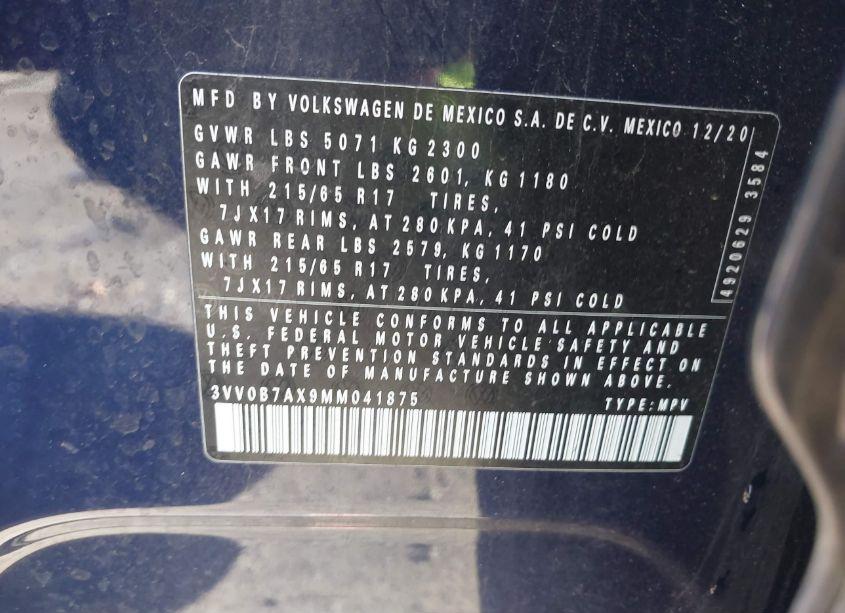 MFD BY VOLKSWAGEN DE MEXICO S.A. DE C.V. MEXICO 12/20
GVWR LBS 5071 KG 2300
GAWR FRONT LBS 2601, KG 1180
WITH 215/65 R17 TIRES,
7JX17 RIMS, AT 280 KPA, 41 PSI COLD
GAWR REAR LBS 2579, KG 1170
WITH 215/65 R17 TIRES,
7JX17 RIMS, AT 280 KPA, 41 PSI COLD
4920629 3584
THIS VEHICLE CONFORMS TO ALL APPLICABLE
U.S. FEDERAL MOTOR VEHICLE SAFETY AND
THEFT PREVENTION STANDARDS IN EFFECT ON
THE DATE OF MANUFACTURE SHOWN ABOVE.
3VV0B7AX9MM041875 TYPE:MPV